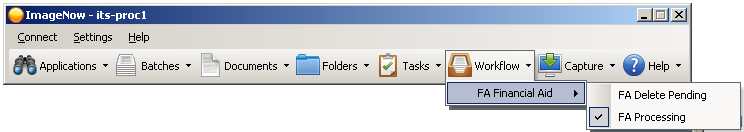 ImageNow - its-proc1
Connect Settings Help
Applications Batches Documents Folders Tasks Workflow Capture Help
FA Financial Aid
FA Delete Pending
FA Processing